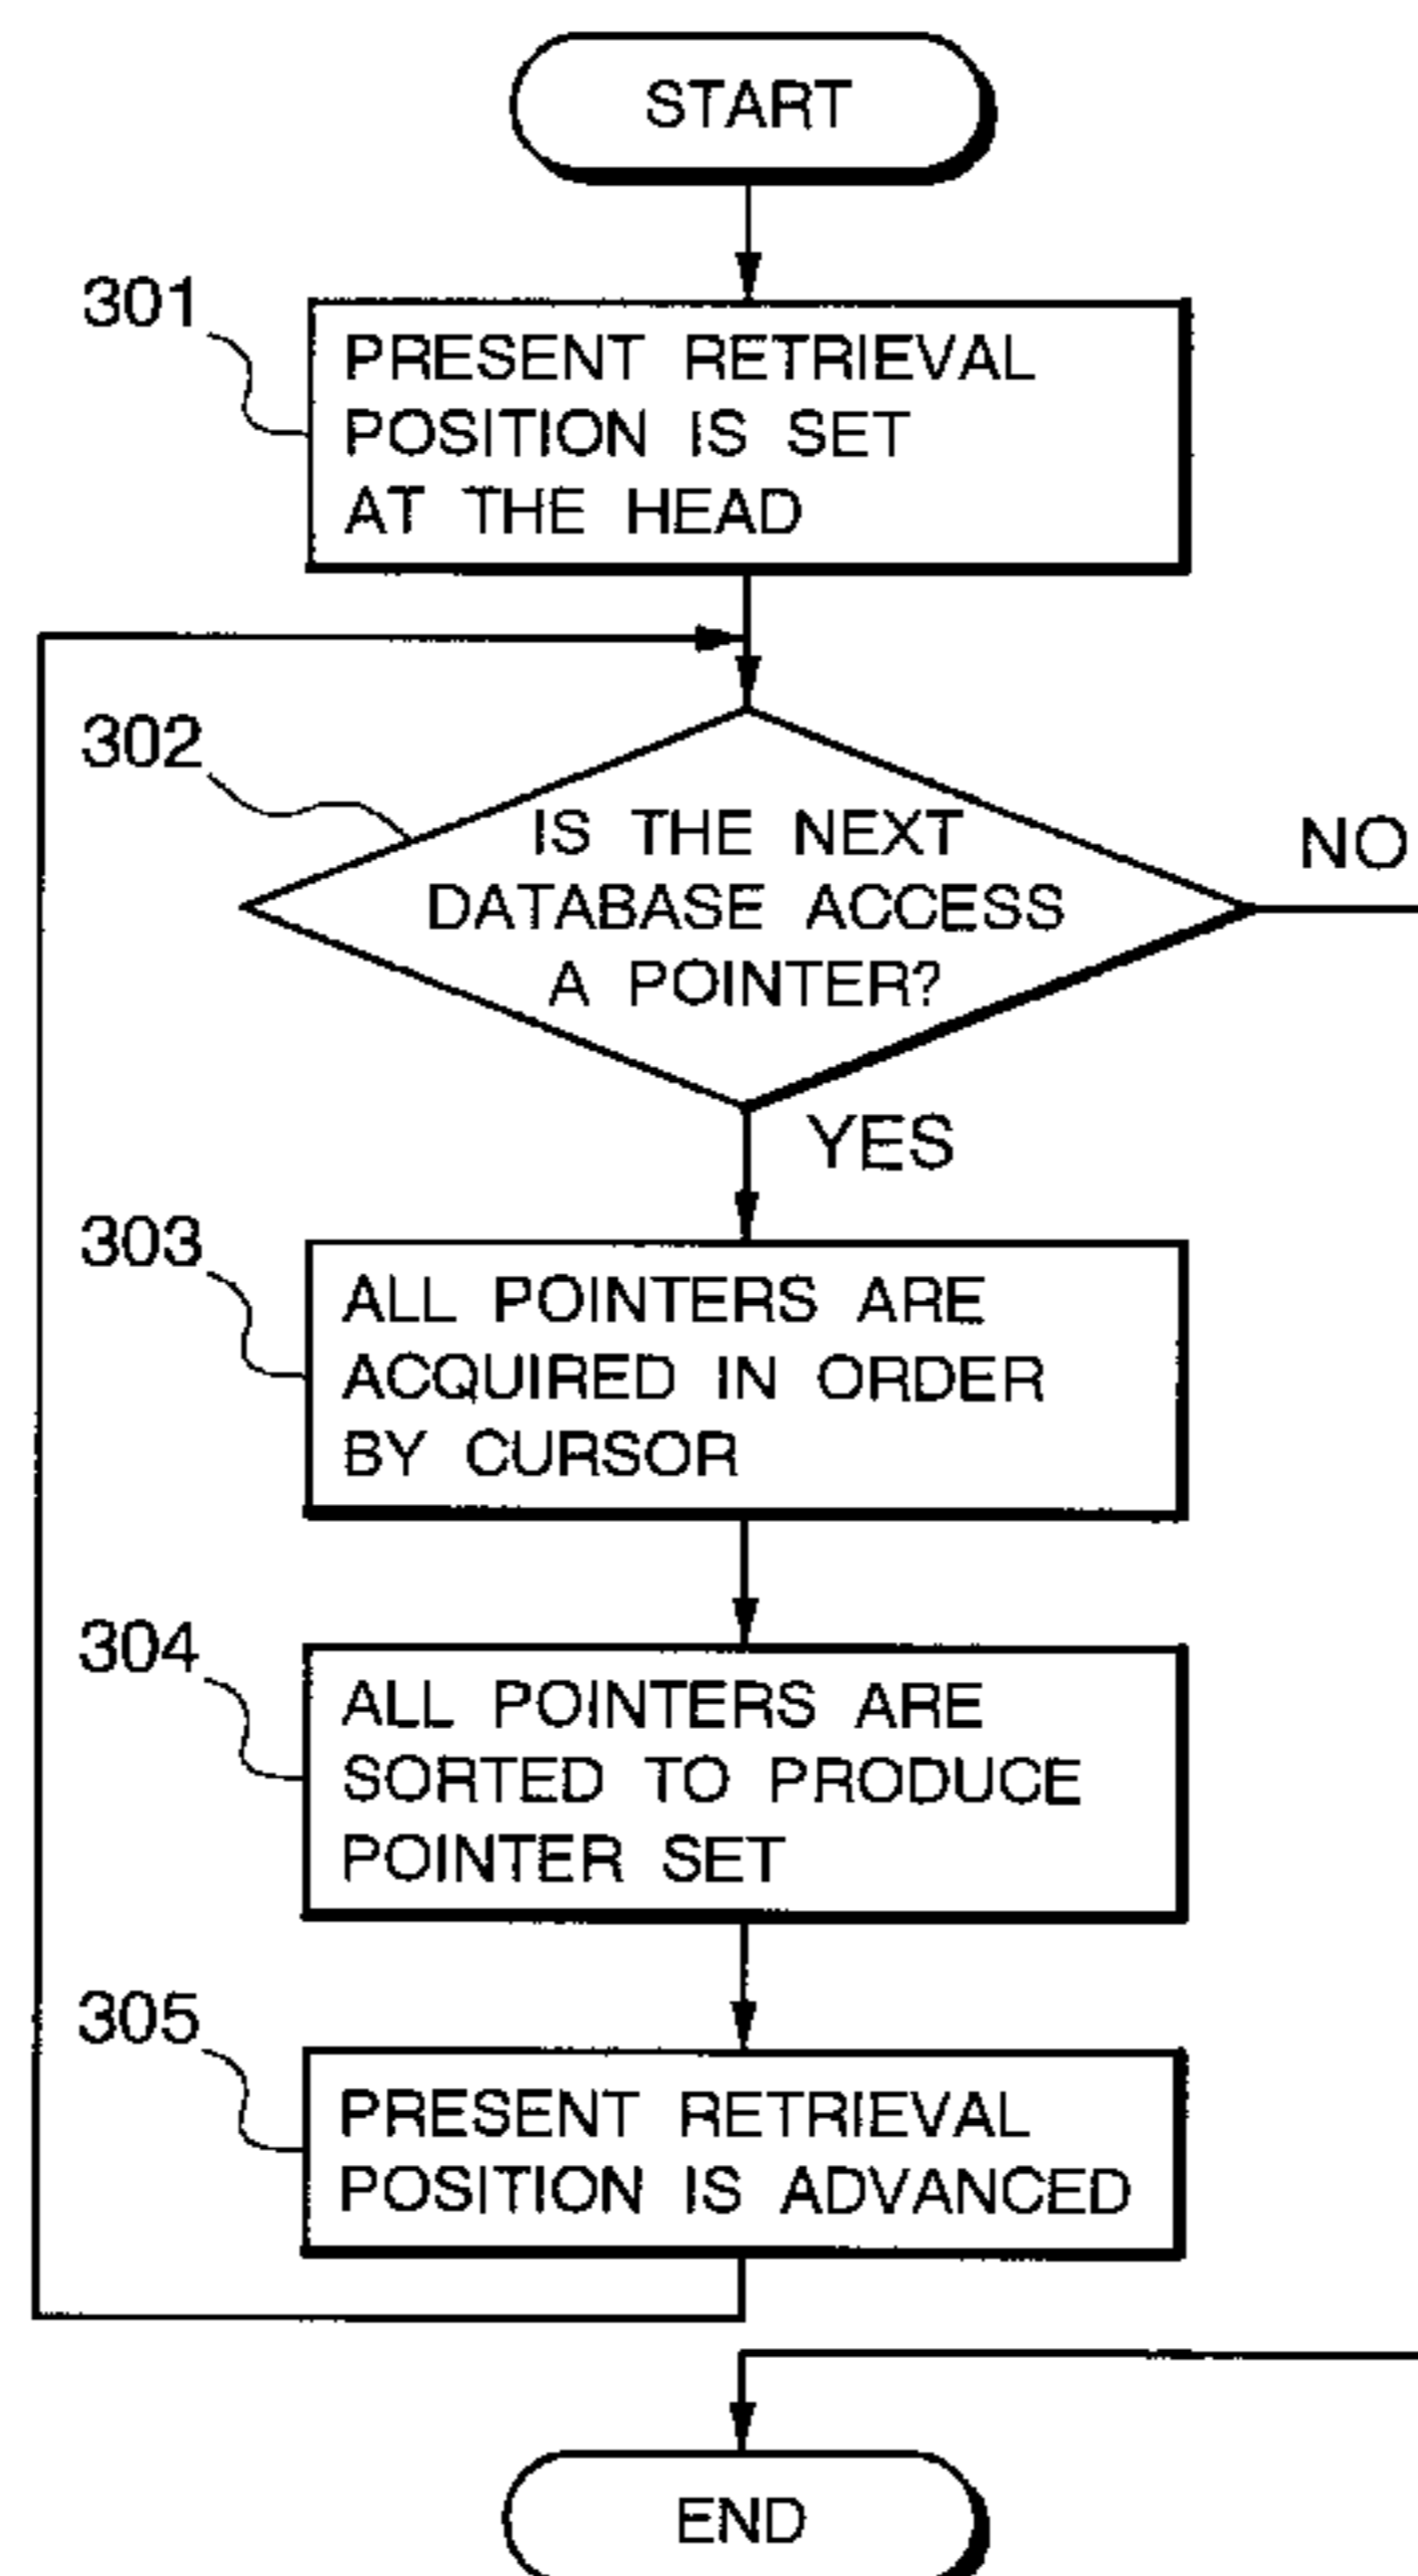 START
301
PRESENT RETRIEVAL
POSITION IS SET
AT THE HEAD
302
IS THE NEXT
DATABASE ACCESS
A POINTER?
NO
YES
303
ALL POINTERS ARE
ACQUIRED IN ORDER
BY CURSOR
304
ALL POINTERS ARE
SORTED TO PRODUCE
POINTER SET
305
PRESENT RETRIEVAL
POSITION IS ADVANCED
END